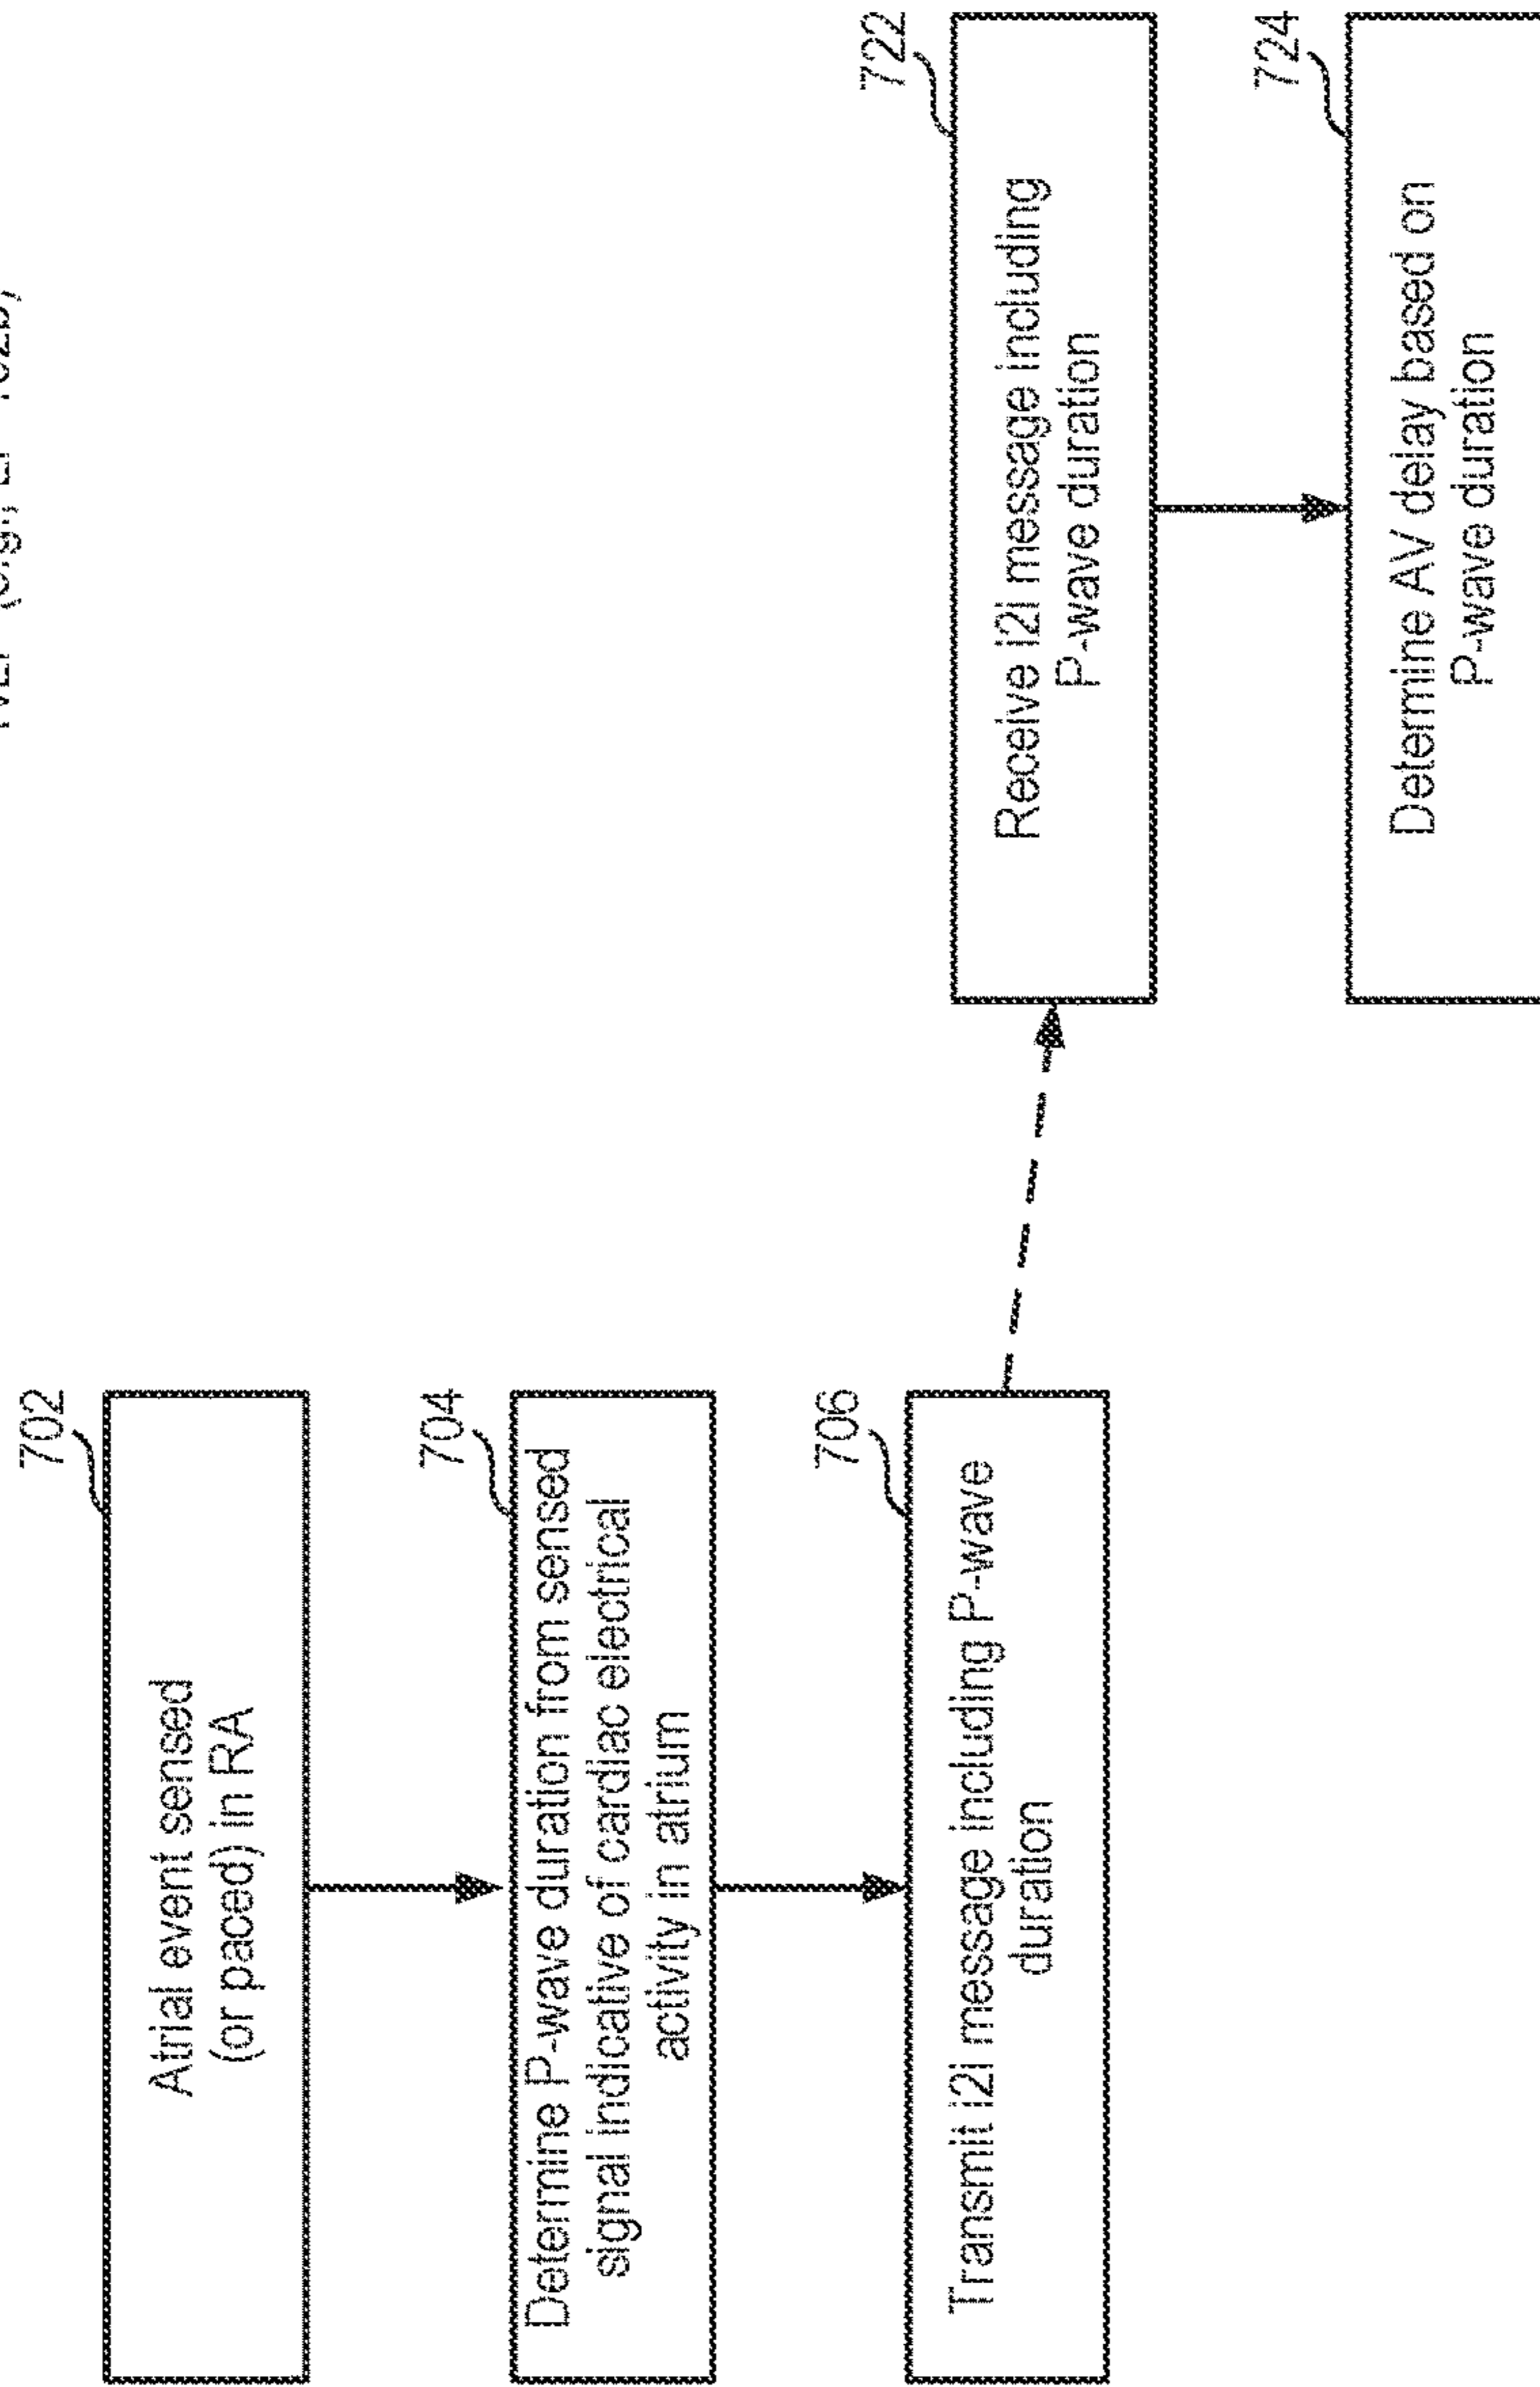 702
Atrial event sensed
(or paced) in RA
704
Determine P-wave duration from sensed
signal indicative of cardiac electrical
activity in atrium
706
Transmit i2i message including P-wave
duration
722
Receive i2i message including
P-wave duration
724
Determine AV delay based on
P-wave duration